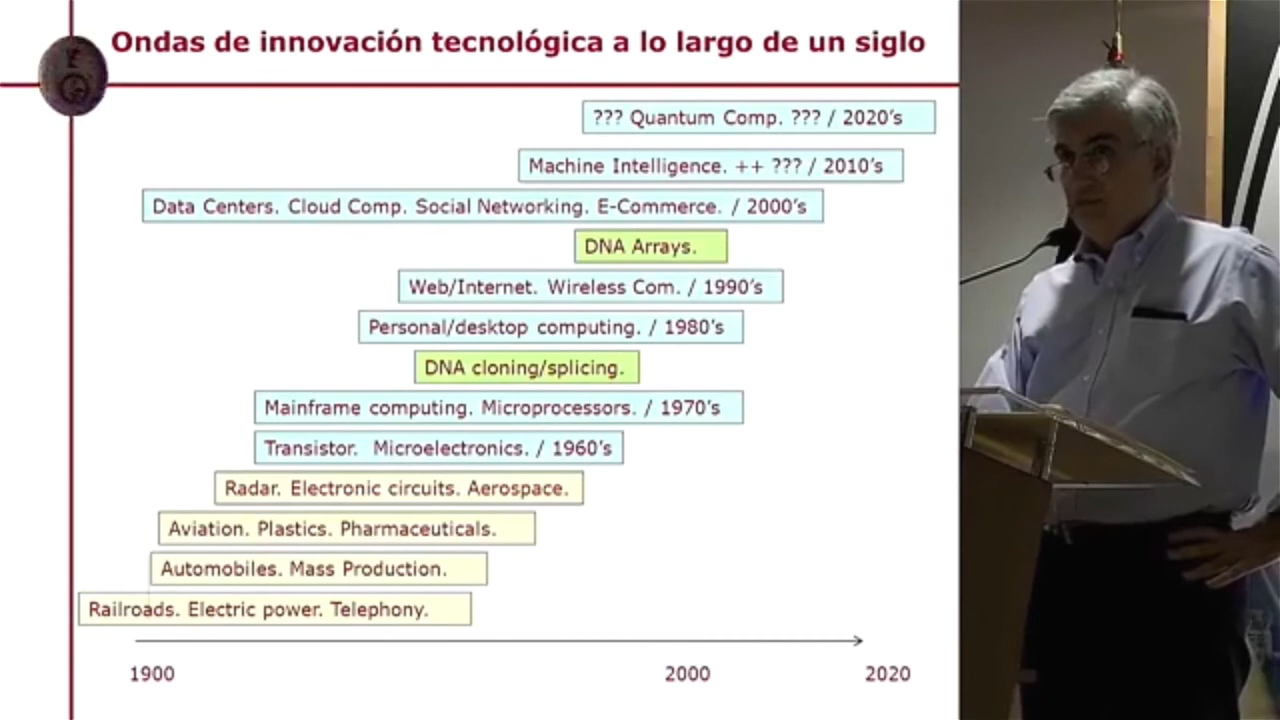 Ondas de innovación tecnológica a lo largo de un siglo
??? Quantum Comp. ??? / 2020's
Machine Intelligence. ++ ??? / 2010's
Data Centers. Cloud Comp. Social Networking. E-Commerce. / 2000's
DNA Arrays.
Web/Internet. Wireless Com. / 1990's
Personal/desktop computing. / 1980's
DNA cloning/splicing.
Mainframe computing. Microprocessors. / 1970's
Transistor. Microelectronics. / 1960's
Radar. Electronic circuits. Aerospace.
Aviation. Plastics. Pharmaceuticals.
Automobiles. Mass Production.
Railroads. Electric power. Telephony.
1900 2000 2020